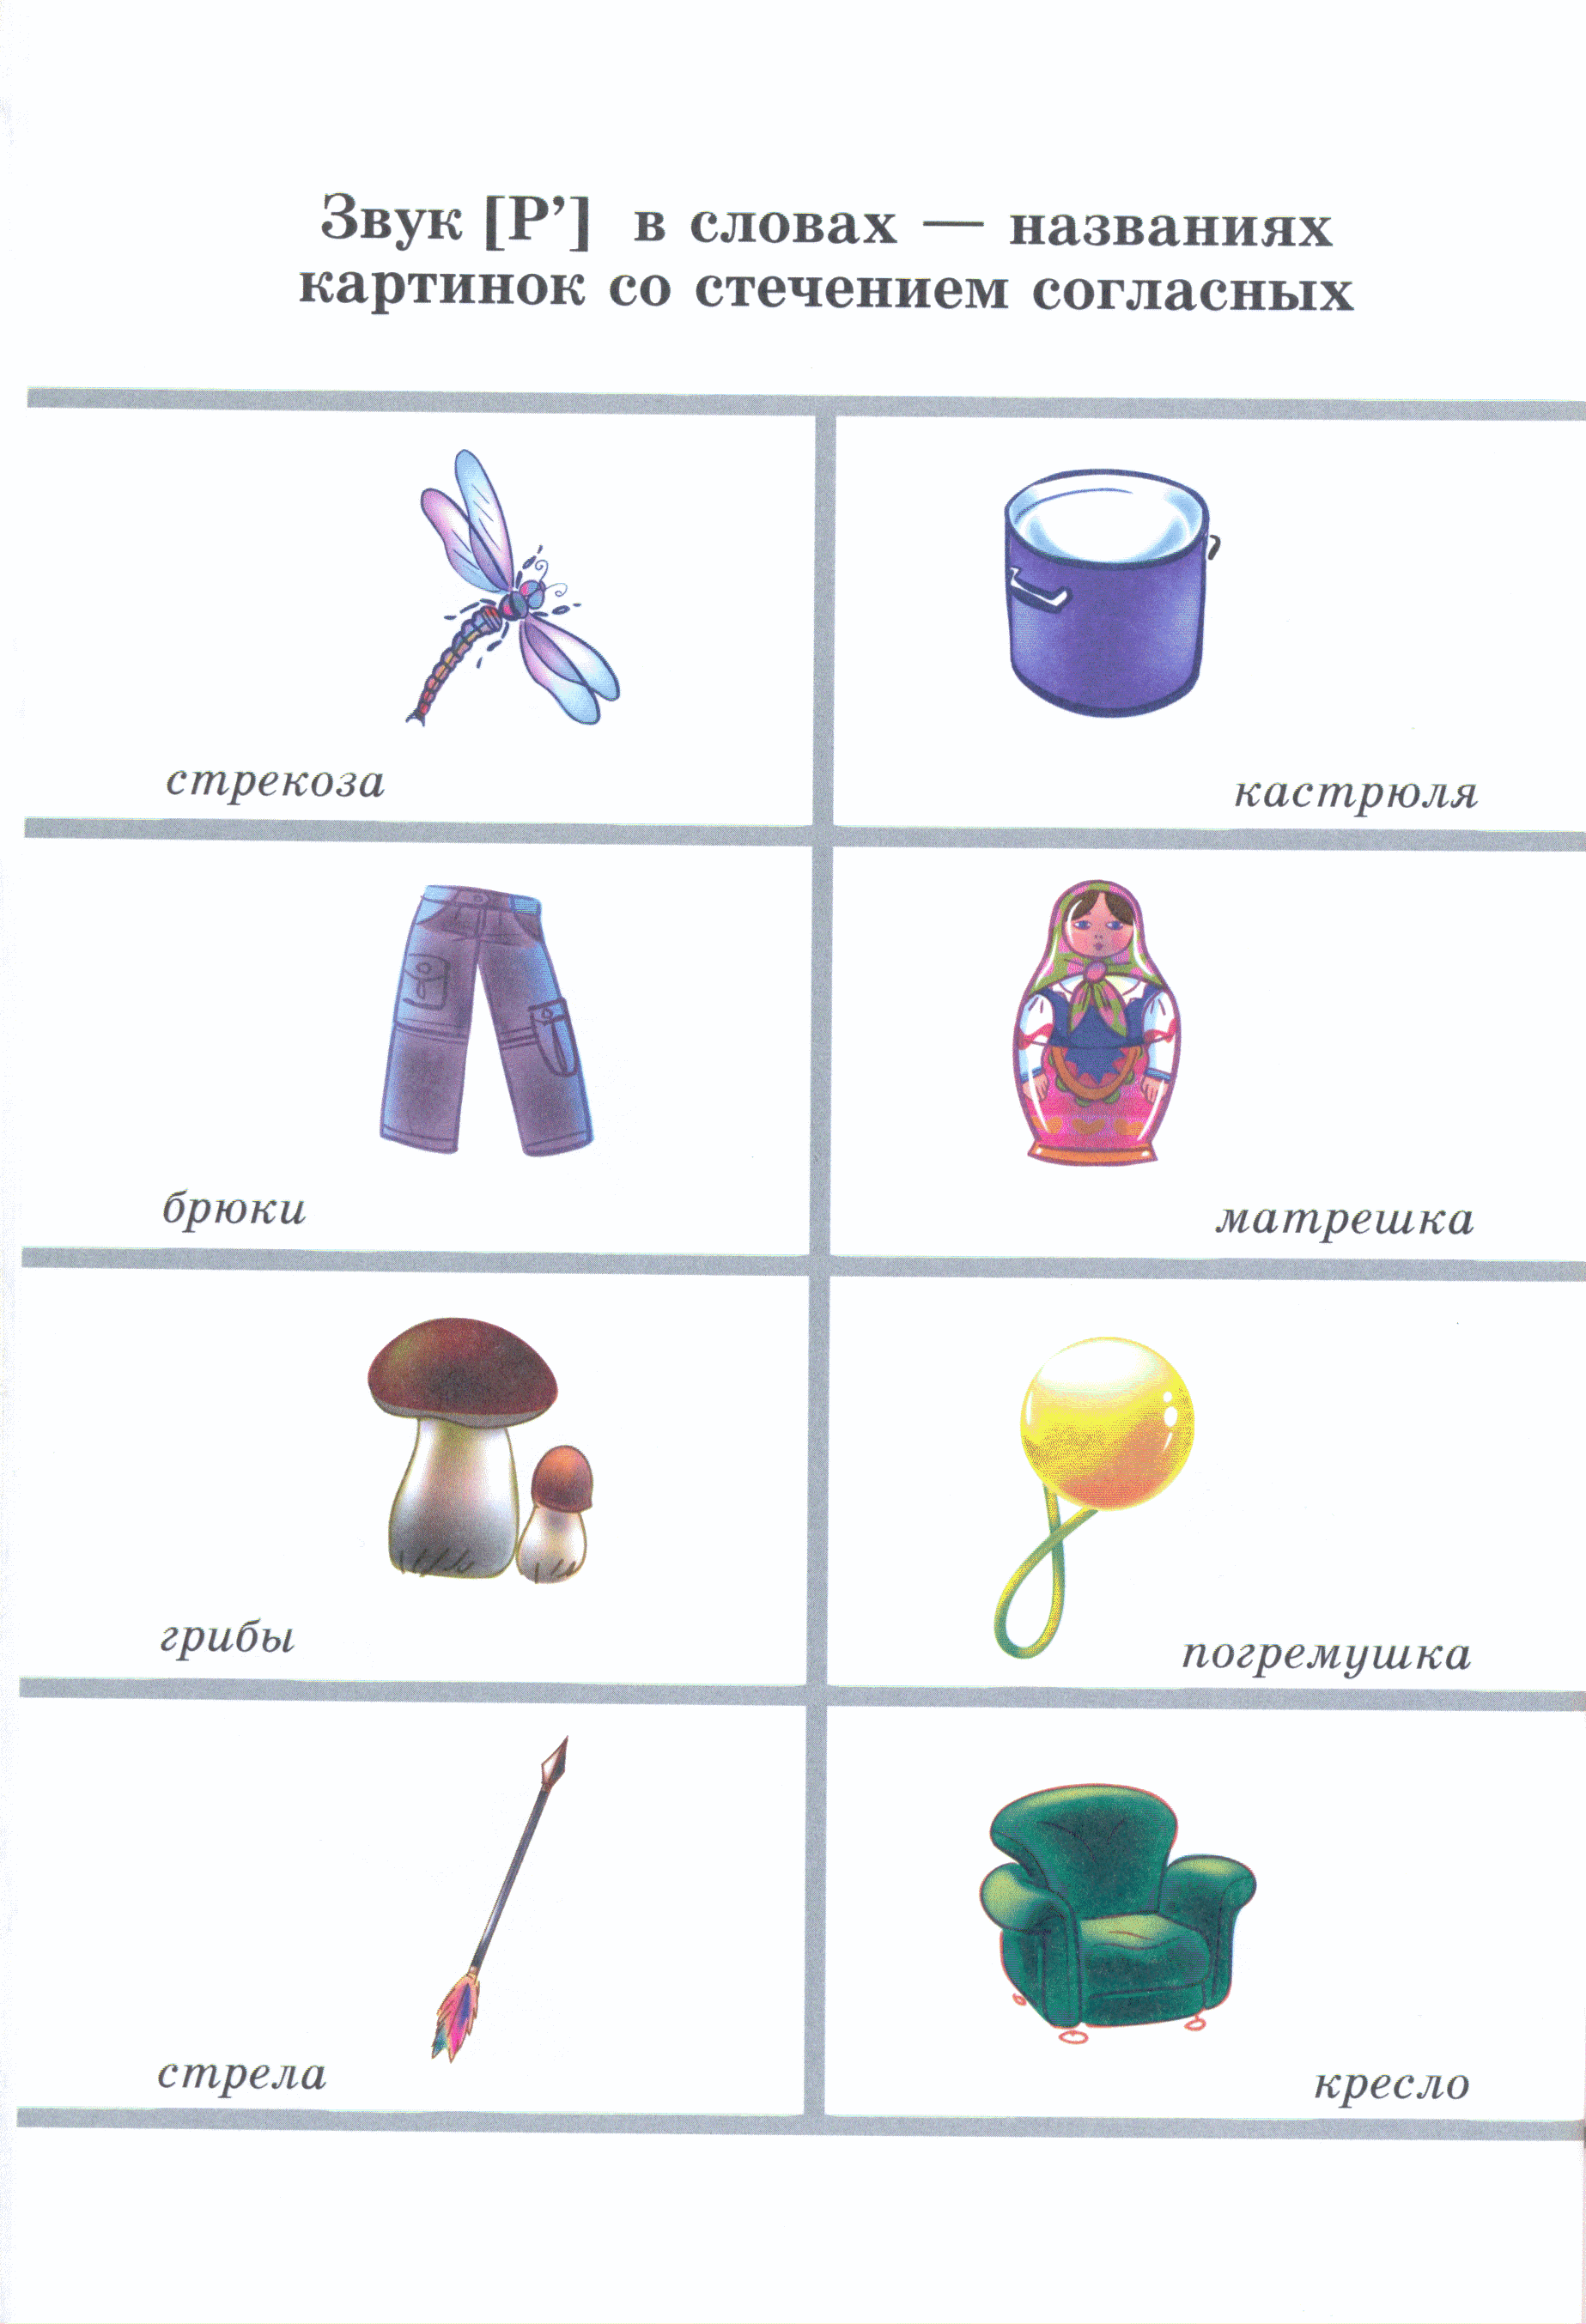 Звук [Р’] в словах — названиях
картинок со стечением согласных
стрекоза
кастрюля
брюки
матрешка
грибы
погремушка
стрела
кресло